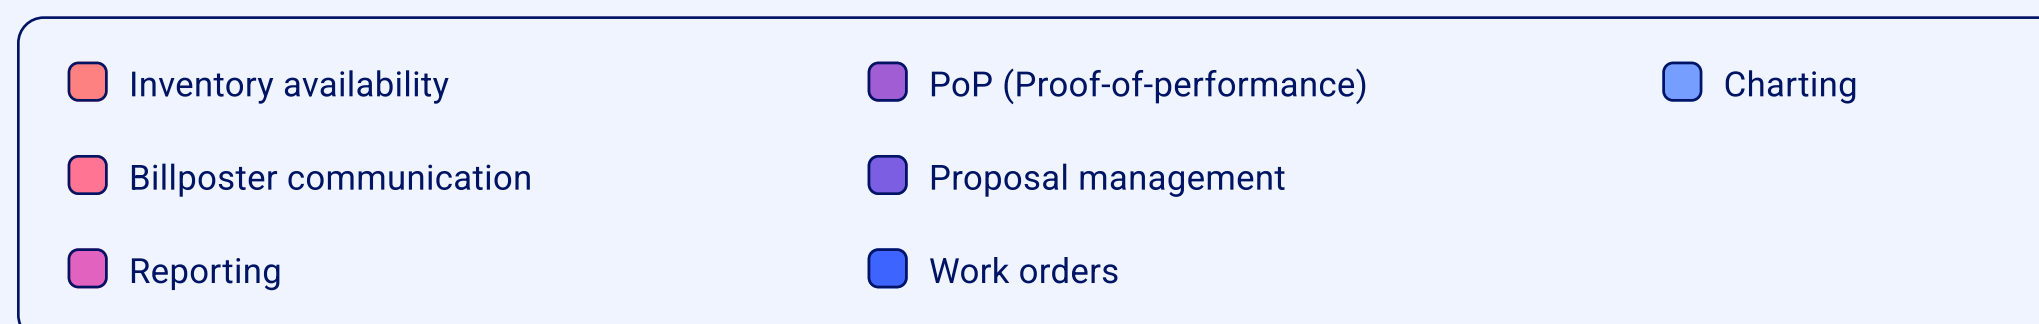 Inventory availability
Billposter communication
Reporting
PoP (Proof-of-performance)
Proposal management
Work orders
Charting